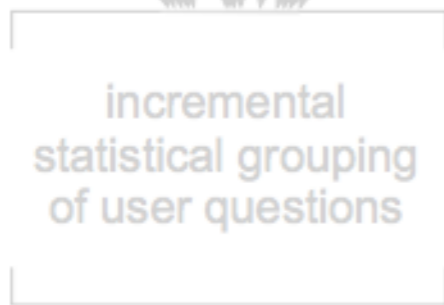 incremental
statistical grouping
of user questions